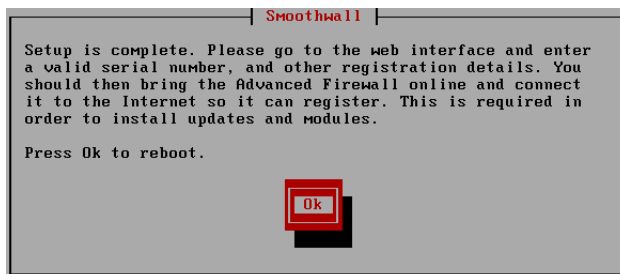 Smoothwall
Setup is complete. Please go to the web interface and enter
a valid serial number, and other registration details. You
should then bring the Advanced Firewall online and connect
it to the Internet so it can register. This is required in
order to install updates and modules.
Press Ok to reboot.
Ok